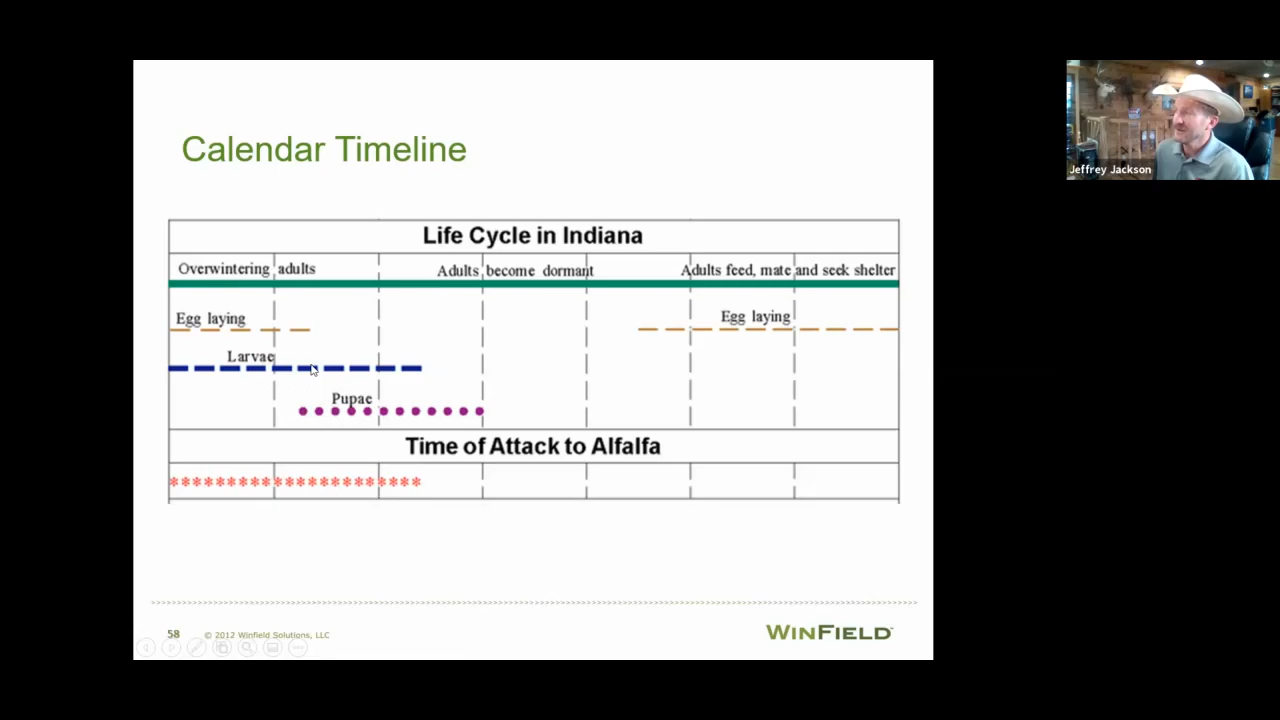 Calendar Timeline
Life Cycle in Indiana
Overwintering adults
Adults become dormant
Adults feed, mate and seek shelter
Egg laying
Egg laying
Larvae
Pupae
Time of Attack to Alfalfa
*********************
58
© 2012 Winfield Solutions, LLC
WINFIELD™
Jeffrey Jackson